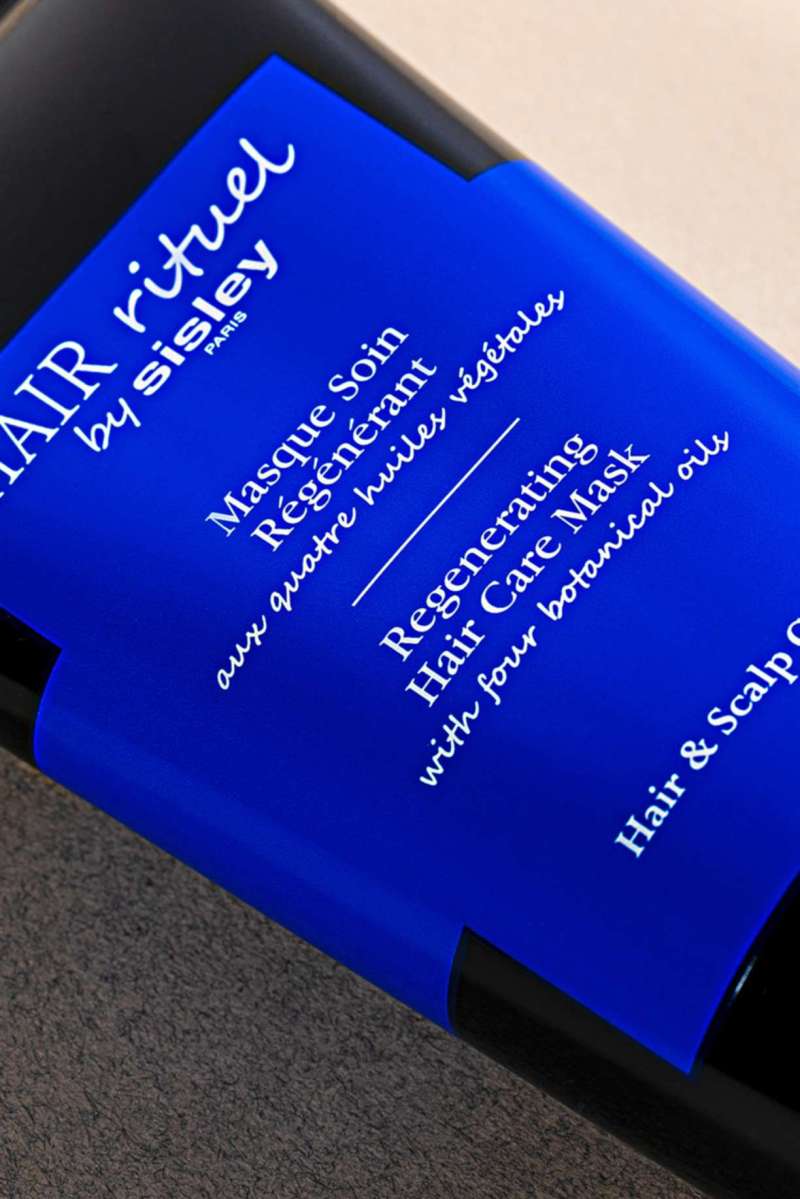 HAIR rituel
by sisley
PARIS
Masque Soin
Régénérant
aux quatre huiles végétales
Regenerating
Hair Care Mask
with four botanical oils
Hair & Scalp